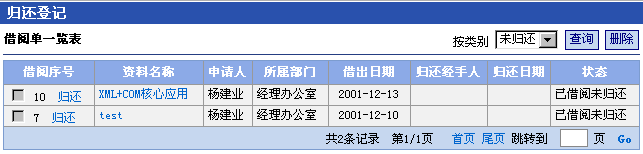 归还登记
借阅单一览表 按类别 未归还 查询 删除
借阅序号 资料名称 申请人 所属部门 借出日期 归还经手人 归还日期 状态
10 归还 XML+COM核心应用 杨建业 经理办公室 2001-12-13 已借阅未归还
7 归还 test 杨建业 经理办公室 2001-12-10 已借阅未归还
共2条记录 第1/1页 首页 尾页 跳转到 页 Go